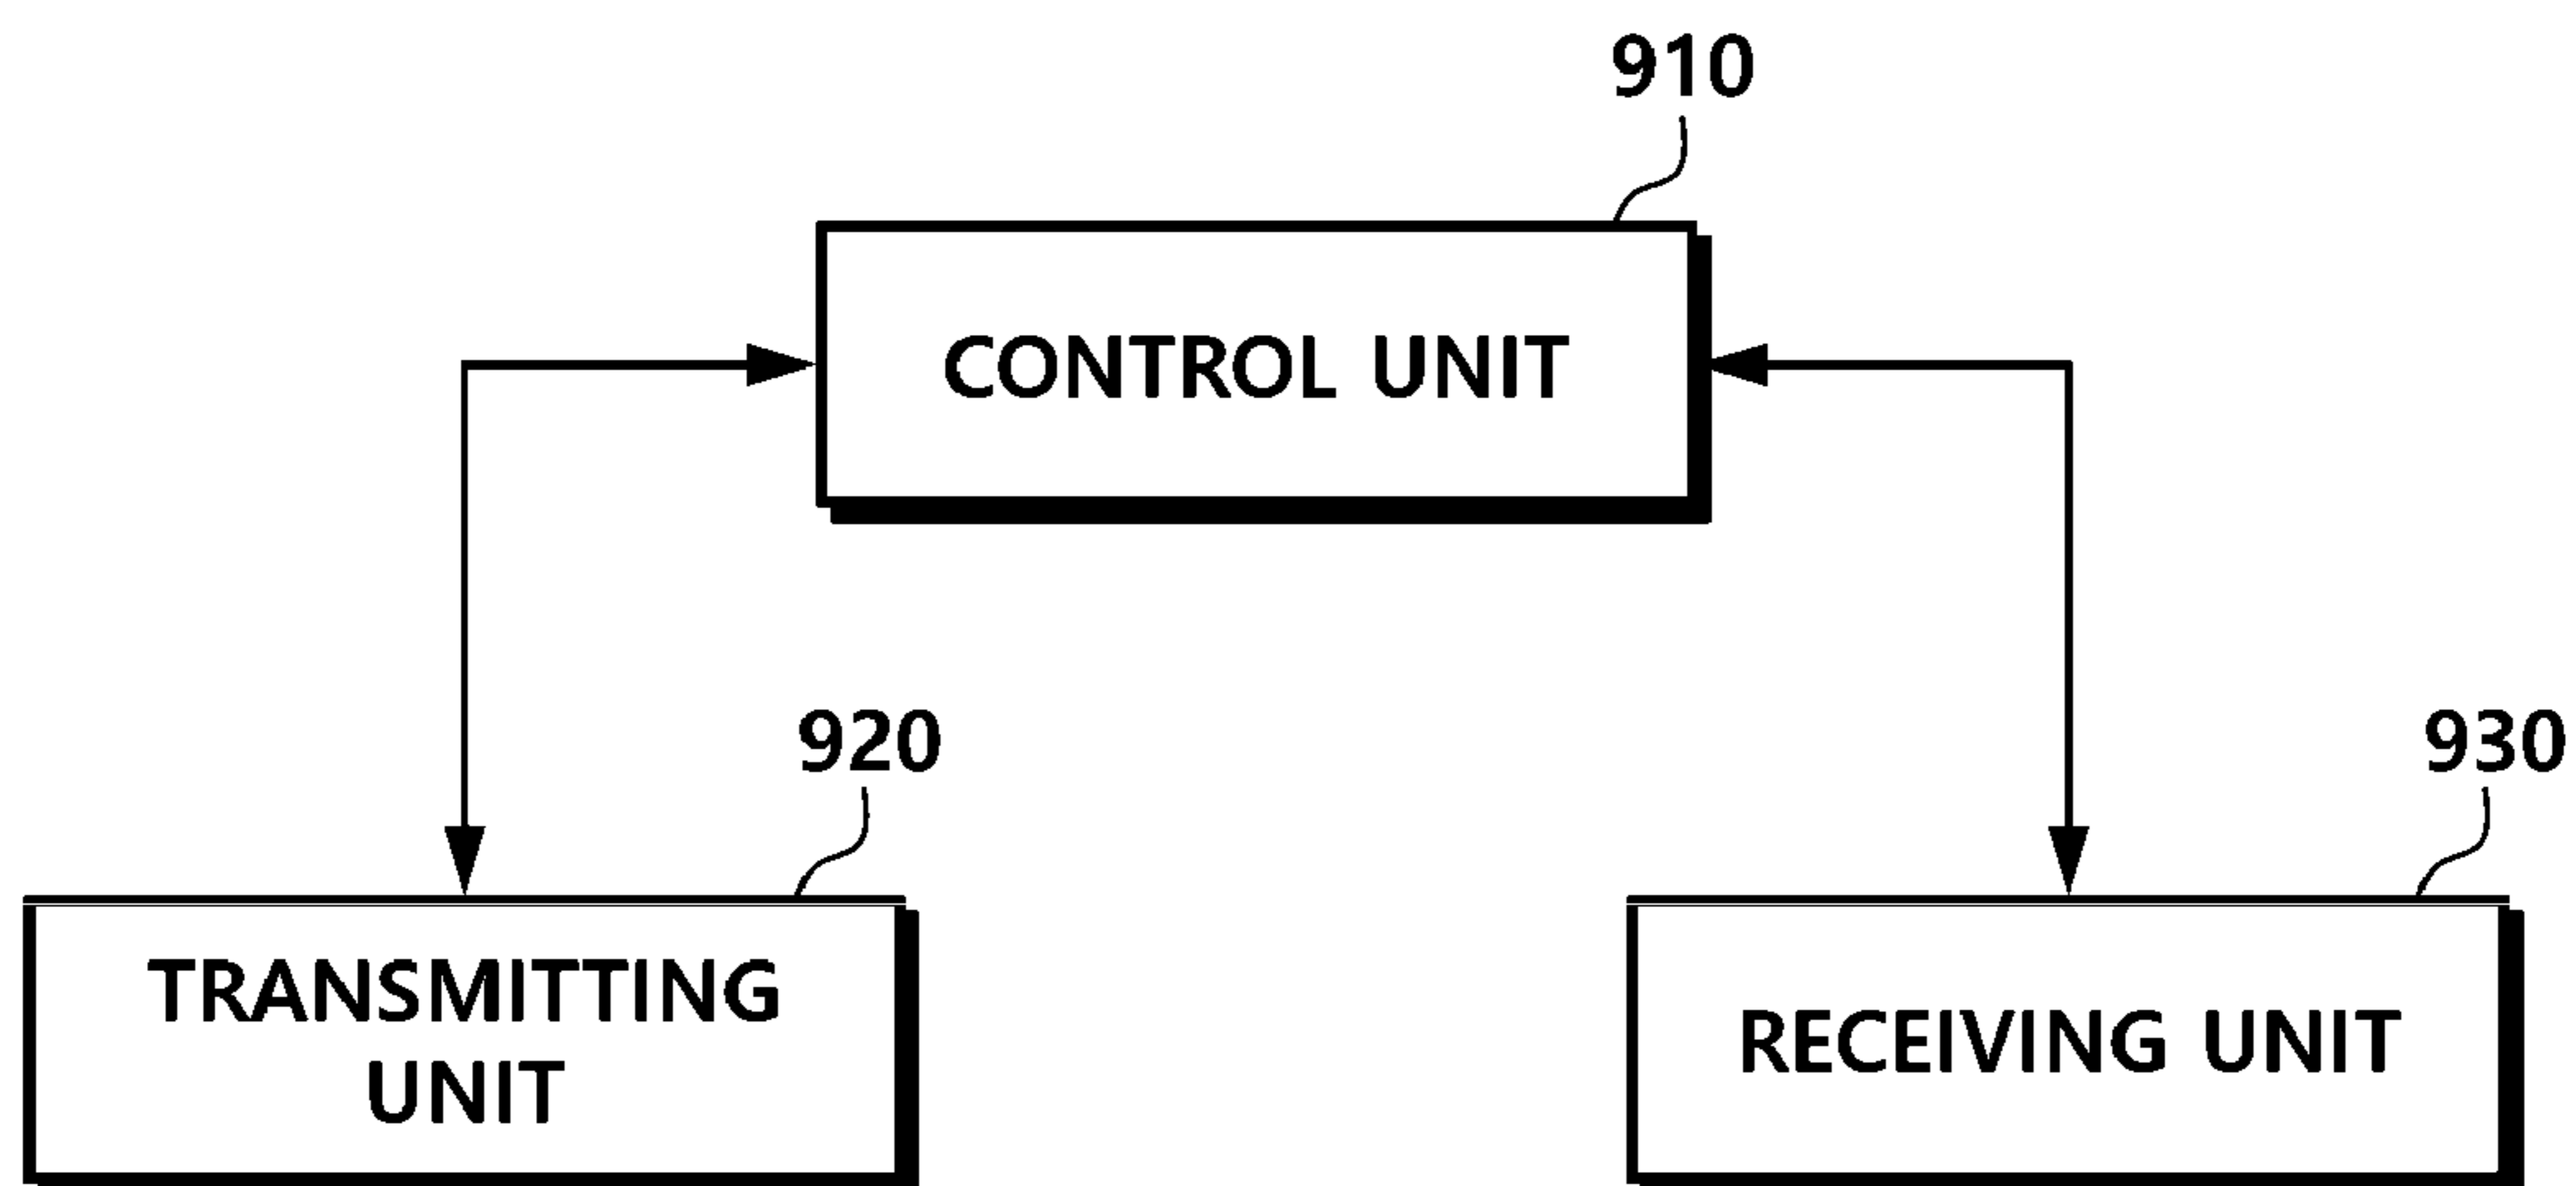 910
CONTROL UNIT
920
930
TRANSMITTING
UNIT
RECEIVING UNIT